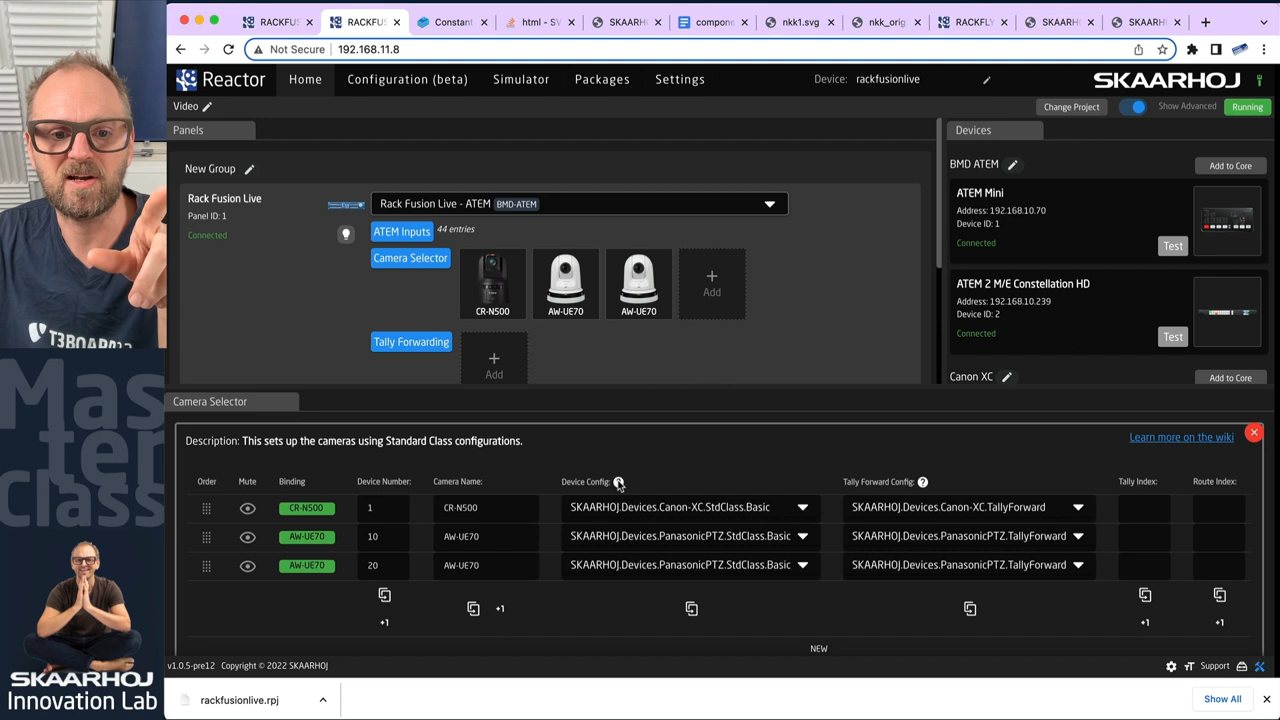 RACKFUS
RACKFUS
Constant
html - SV
SKAARH
compone
nkk1.svg
nkk_orig
RACKFLY
SKAARH
SKAARH
Not Secure
192.168.11.8
Reactor
Home
Configuration (beta)
Simulator
Packages
Settings
Device: rackfusionlive
SKAARHOJ
Video
Change Project
Show Advanced
Running
Panels
Devices
New Group
Rack Fusion Live
Panel ID: 1
Connected
Rack Fusion Live - ATEM BMD-ATEM
ATEM Inputs 44 entries
Camera Selector
CR-N500
AW-UE70
AW-UE70
Add
Tally Forwarding
Add
BMD ATEM
Add to Core
ATEM Mini
Address: 192.168.10.70
Device ID: 1
Connected
Test
ATEM 2 M/E Constellation HD
Address: 192.168.10.239
Device ID: 2
Connected
Test
Canon XC
Add to Core
Camera Selector
Description: This sets up the cameras using Standard Class configurations.
Learn more on the wiki
Order Mute Binding Device Number: Camera Name: Device Config: Tally Forward Config: ? Tally Index: Route Index:
CR-N500 1 CR-N500 SKAARHOJ.Devices.Canon-XC.StdClass.Basic SKAARHOJ.Devices.Canon-XC.TallyForward
AW-UE70 10 AW-UE70 SKAARHOJ.Devices.PanasonicPTZ.StdClass.Basic SKAARHOJ.Devices.PanasonicPTZ.TallyForward
AW-UE70 20 AW-UE70 SKAARHOJ.Devices.PanasonicPTZ.StdClass.Basic SKAARHOJ.Devices.PanasonicPTZ.TallyForward
+1
+1
+1
+1
NEW
v1.0.5-pre12 Copyright © 2022 SKAARHOJ
Support
rackfusionlive.rpj
Show All
Mas
ter
Class
SKAARHOJ
Innovation Lab